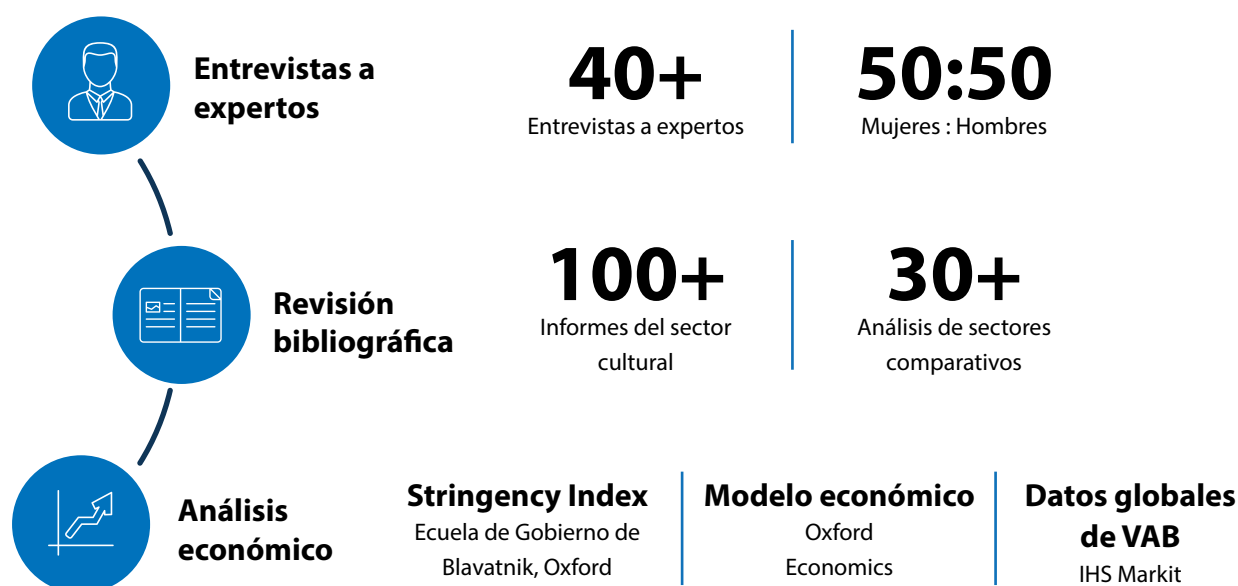 Entrevistas a
expertos
40+
Entrevistas a expertos
50:50
Mujeres : Hombres
Revisión
bibliográfica
100+
Informes del sector
cultural
30+
Análisis de sectores
comparativos
Análisis
económico
Stringency Index
Ecuela de Gobierno de
Blavatnik, Oxford
Modelo económico
Oxford
Economics
Datos globales
de VAB
IHS Markit